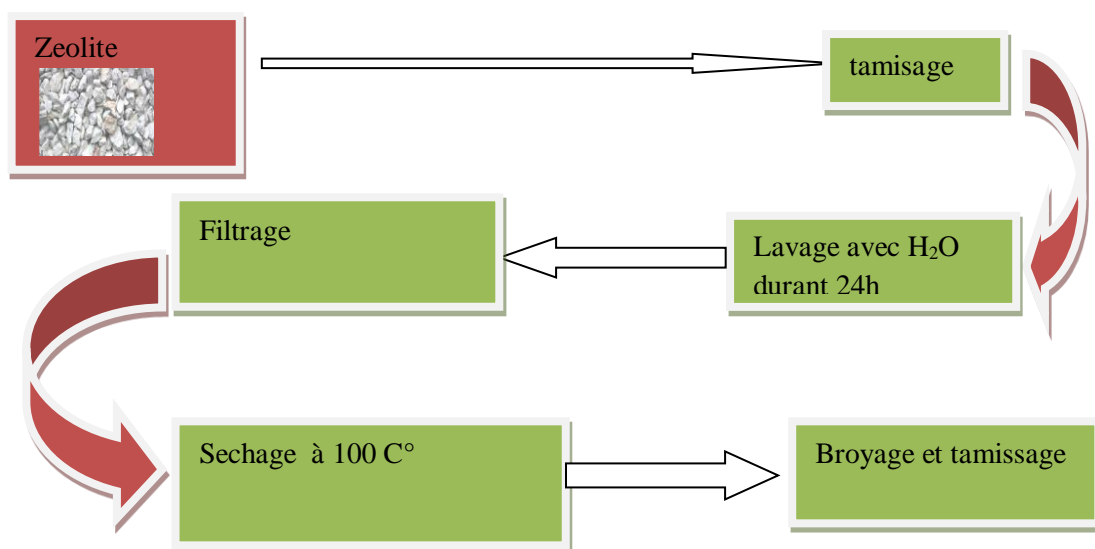 Zeolite
tamisage
Lavage avec H₂O
durant 24h
Filtrage
Sechage à 100 C°
Broyage et tamissage